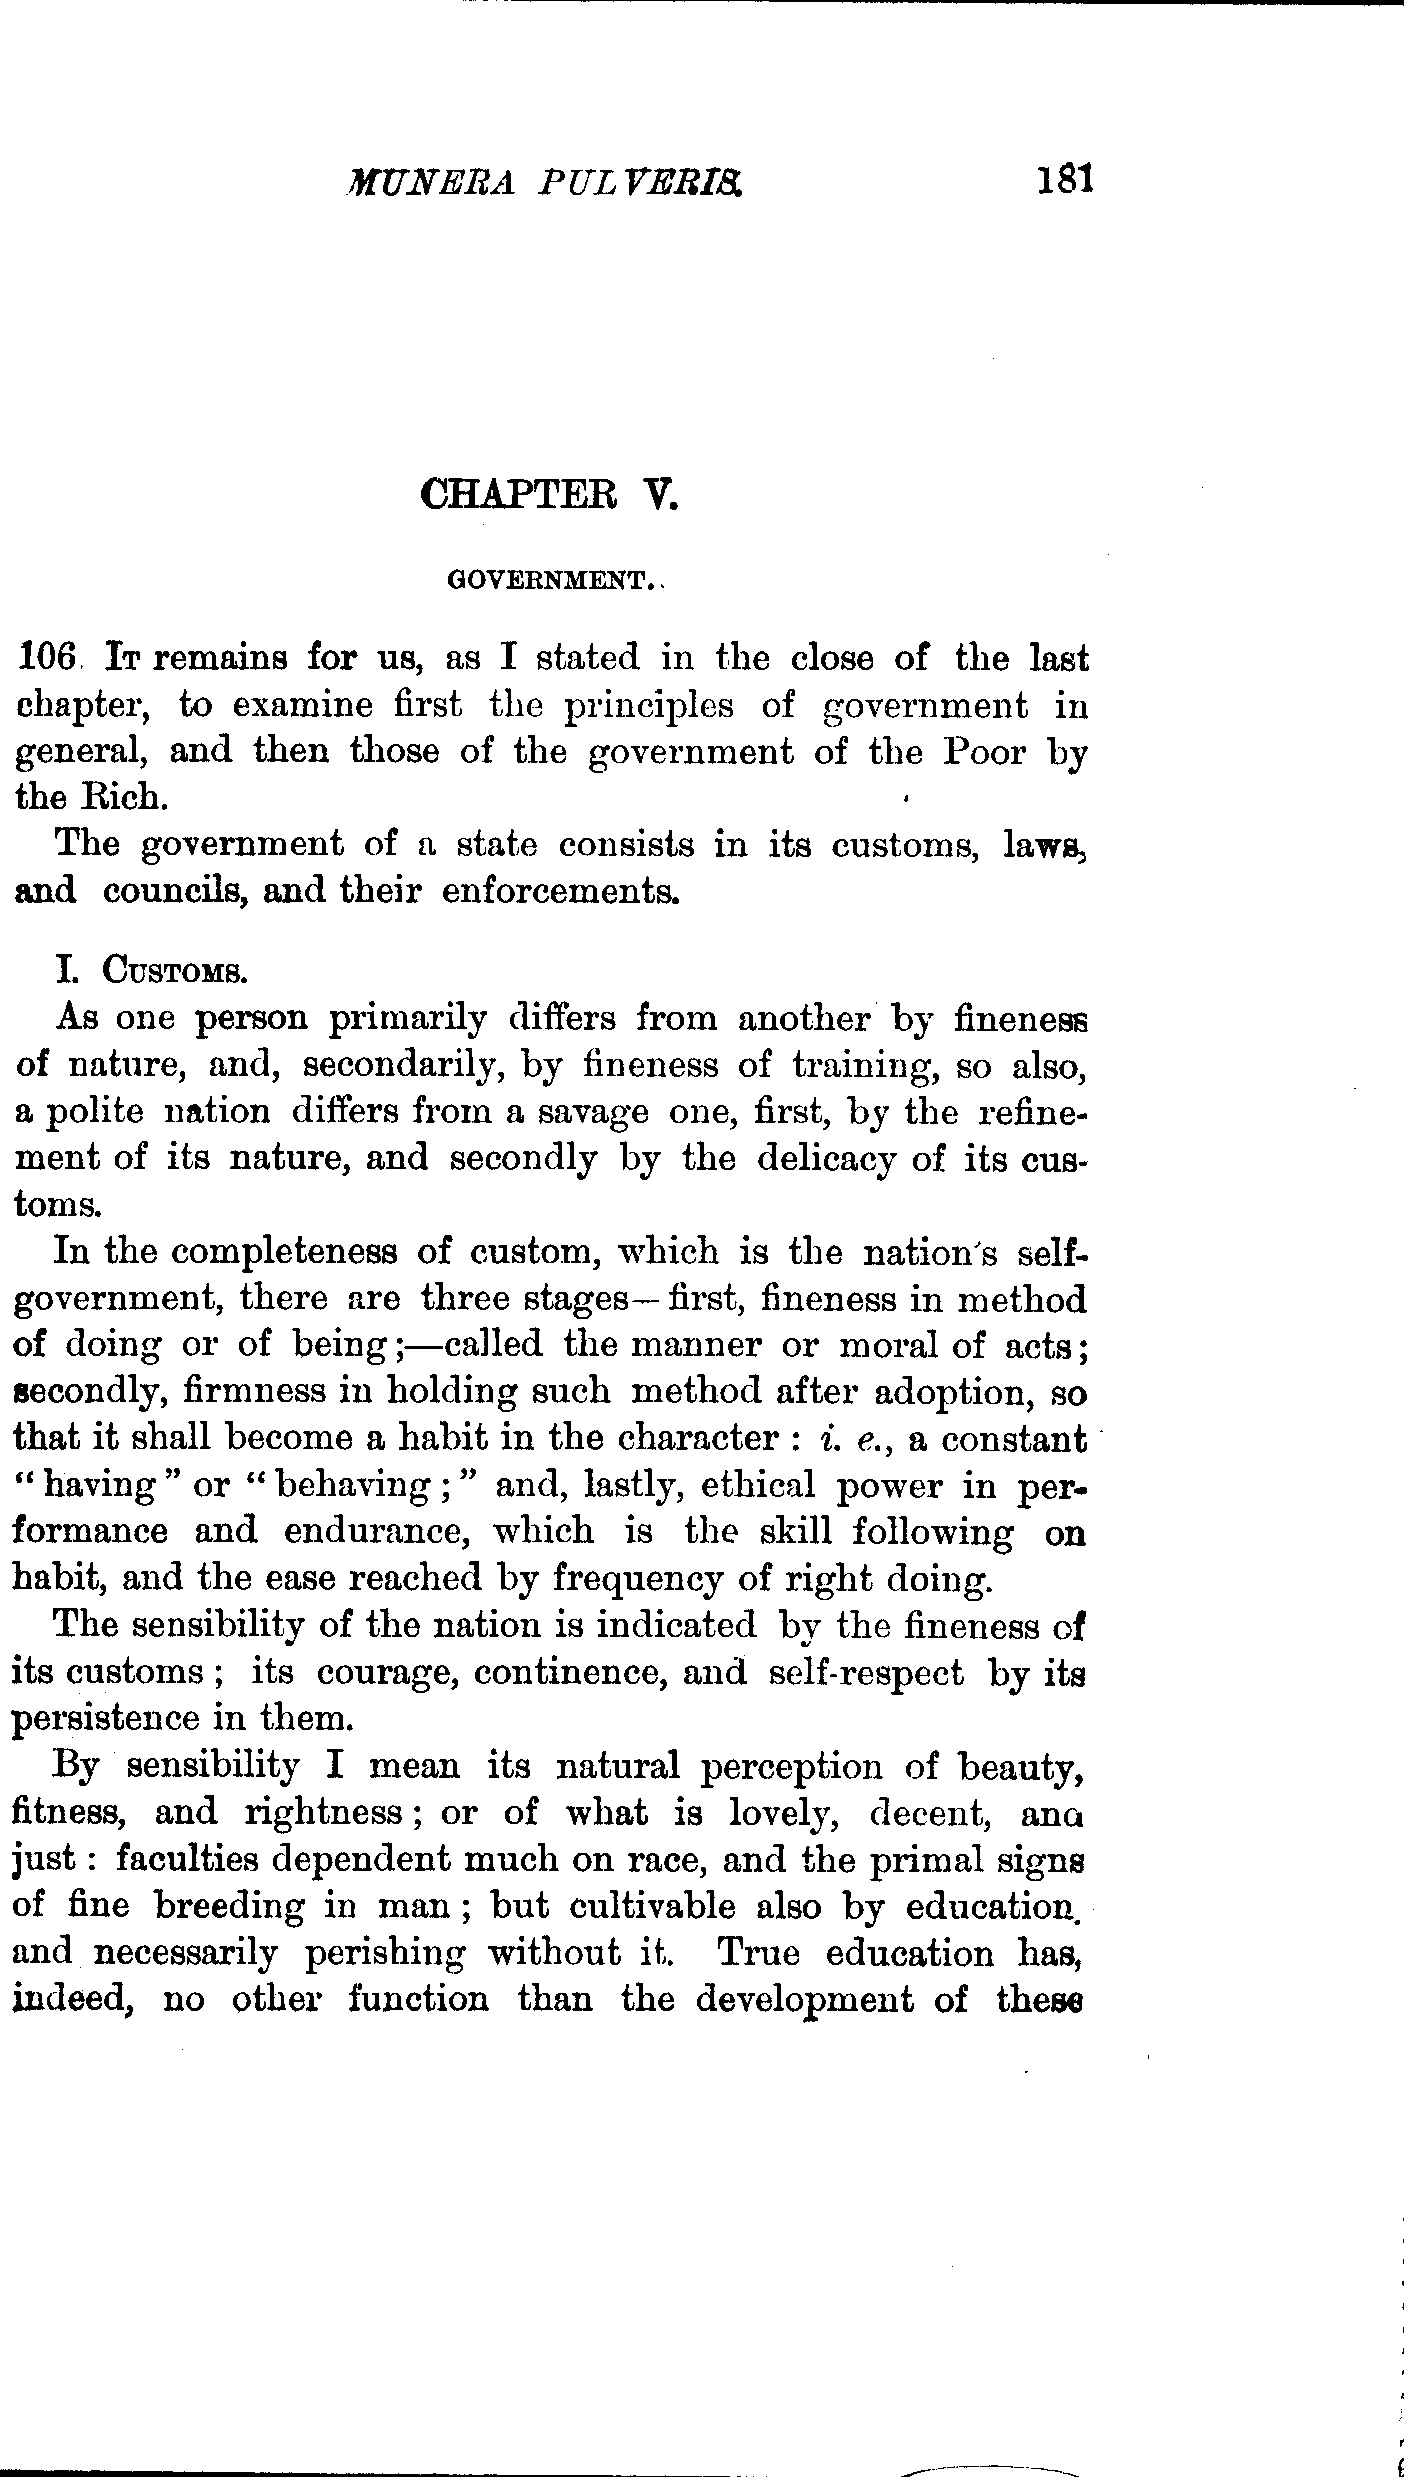 MUNERA PULVERIS. 181
CHAPTER V.
GOVERNMENT.
106. IT remains for us, as I stated in the close of the last
chapter, to examine first the principles of government in
general, and then those of the government of the Poor by
the Rich.
The government of a state consists in its customs, laws,
and councils, and their enforcements.
I. CUSTOMS.
As one person primarily differs from another by fineness
of nature, and, secondarily, by fineness of training, so also,
a polite nation differs from a savage one, first, by the refine-
ment of its nature, and secondly by the delicacy of its cus-
toms.
In the completeness of custom, which is the nation's self-
government, there are three stages—first, fineness in method
of doing or of being;—called the manner or moral of acts;
secondly, firmness in holding such method after adoption, so
that it shall become a habit in the character : i. e., a constant
“having” or “behaving ;” and, lastly, ethical power in per-
formance and endurance, which is the skill following on
habit, and the ease reached by frequency of right doing.
The sensibility of the nation is indicated by the fineness of
its customs ; its courage, continence, and self-respect by its
persistence in them.
By sensibility I mean its natural perception of beauty,
fitness, and rightness ; or of what is lovely, decent, and
just : faculties dependent much on race, and the primal signs
of fine breeding in man ; but cultivable also by education.
and necessarily perishing without it. True education has,
indeed, no other function than the development of these